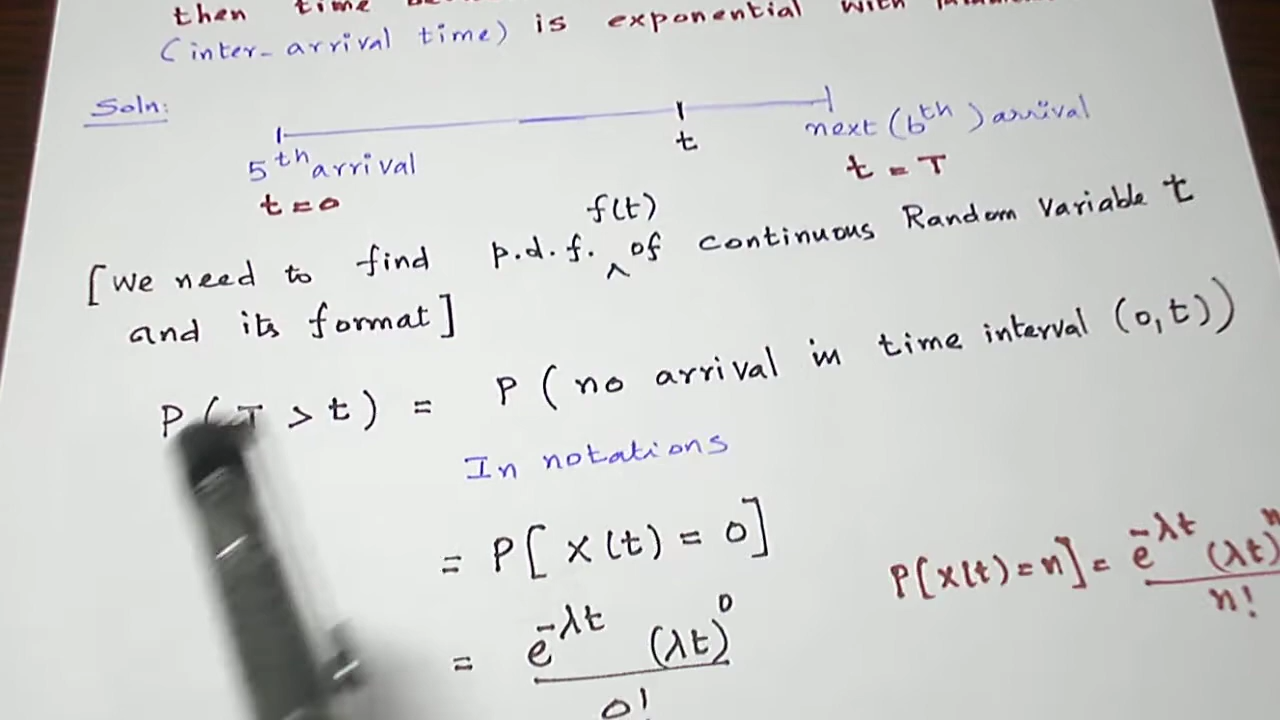 then time
(inter-arrival time) is exponential with
Soln:
t
5th arrival
next (6th) arrival
t = 0
t = T
f(t)
[We need to find p.d.f. ^ of continuous Random Variable t
and its format]
P(T > t) = P(no arrival in time interval (0,t))
In notations
= P[X(t) = 0]
P[X(t)=n] = e^-λt (λt)^n / n!
= e^-λt (λt)^0 / 0!